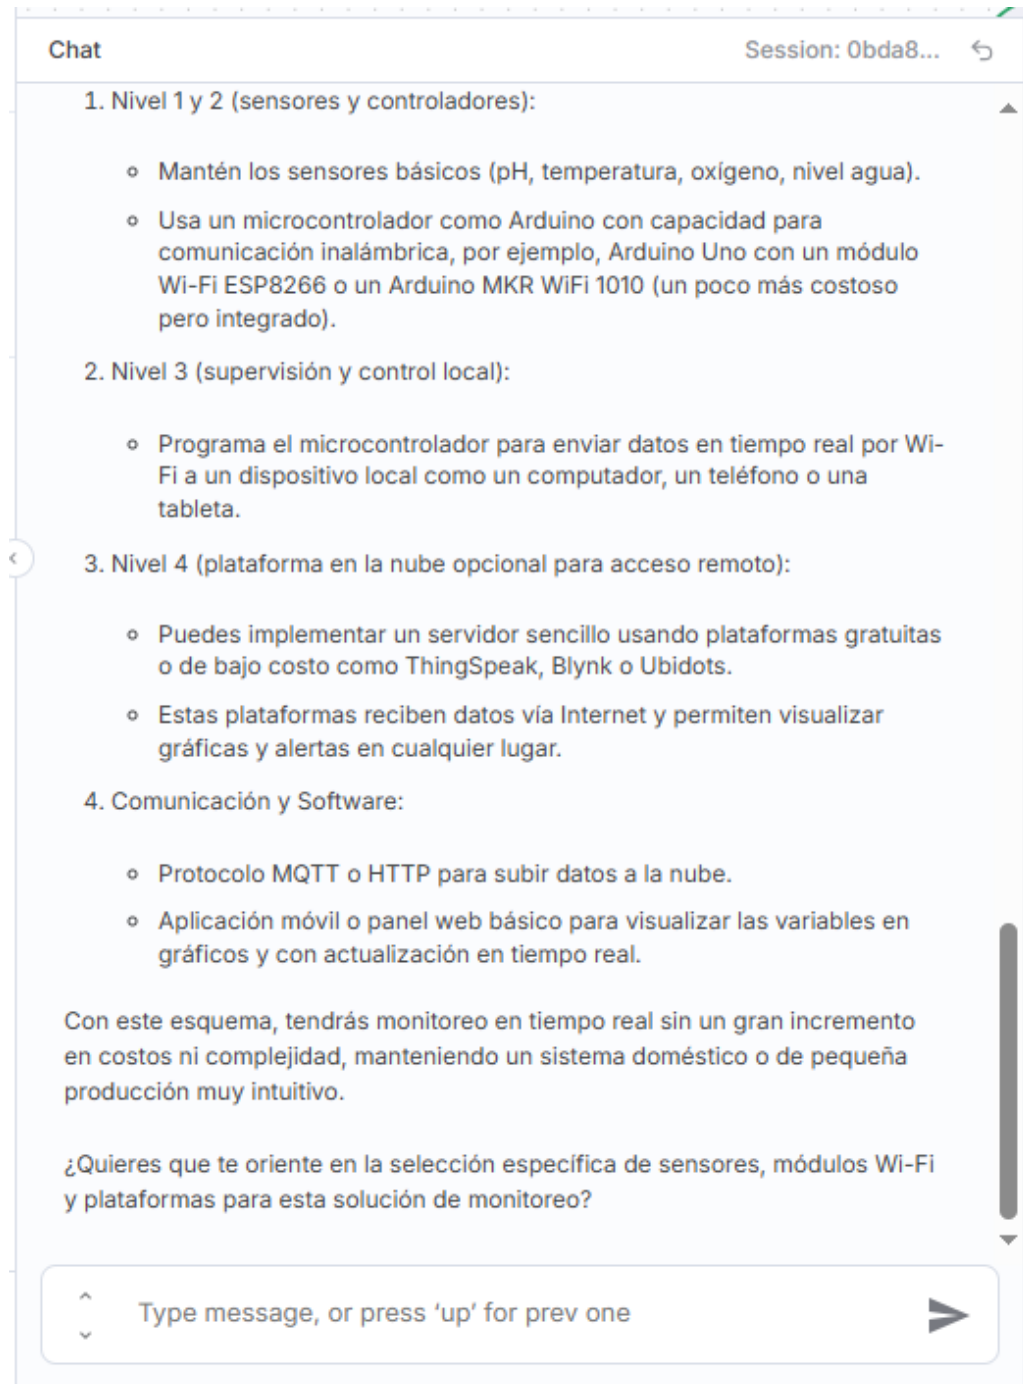 Chat
Session: 0bda8...
1. Nivel 1 y 2 (sensores y controladores):
Mantén los sensores básicos (pH, temperatura, oxígeno, nivel agua).
Usa un microcontrolador como Arduino con capacidad para
comunicación inalámbrica, por ejemplo, Arduino Uno con un módulo
Wi-Fi ESP8266 o un Arduino MKR WiFi 1010 (un poco más costoso
pero integrado).
2. Nivel 3 (supervisión y control local):
Programa el microcontrolador para enviar datos en tiempo real por Wi-
Fi a un dispositivo local como un computador, un teléfono o una
tableta.
3. Nivel 4 (plataforma en la nube opcional para acceso remoto):
Puedes implementar un servidor sencillo usando plataformas gratuitas
o de bajo costo como ThingSpeak, Blynk o Ubidots.
Estas plataformas reciben datos vía Internet y permiten visualizar
gráficas y alertas en cualquier lugar.
4. Comunicación y Software:
Protocolo MQTT o HTTP para subir datos a la nube.
Aplicación móvil o panel web básico para visualizar las variables en
gráficos y con actualización en tiempo real.
Con este esquema, tendrás monitoreo en tiempo real sin un gran incremento
en costos ni complejidad, manteniendo un sistema doméstico o de pequeña
producción muy intuitivo.
¿Quieres que te oriente en la selección específica de sensores, módulos Wi-Fi
y plataformas para esta solución de monitoreo?
Type message, or press ‘up’ for prev one